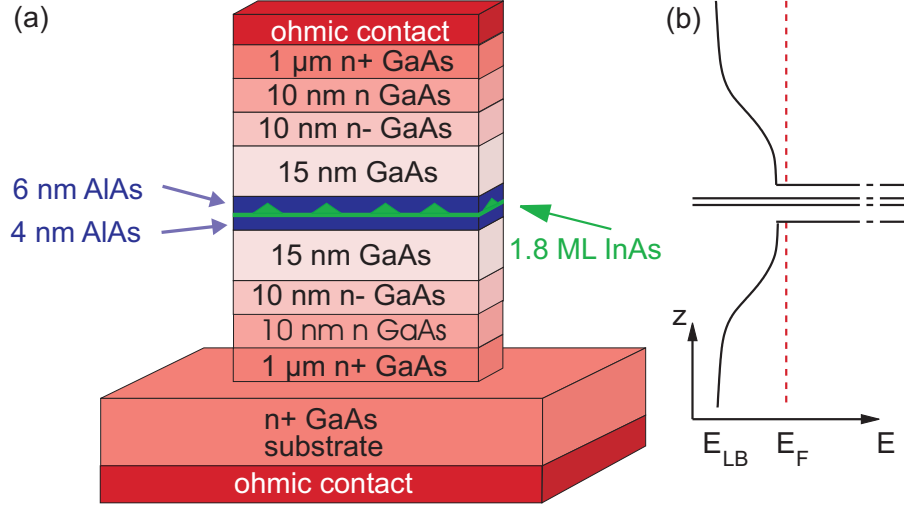 (a)
ohmic contact
1 µm n+ GaAs
10 nm n GaAs
10 nm n- GaAs
15 nm GaAs
6 nm AlAs
4 nm AlAs
1.8 ML InAs
15 nm GaAs
10 nm n- GaAs
10 nm n GaAs
1 µm n+ GaAs
n+ GaAs
substrate
ohmic contact
(b)
z
E_LB
E_F
E